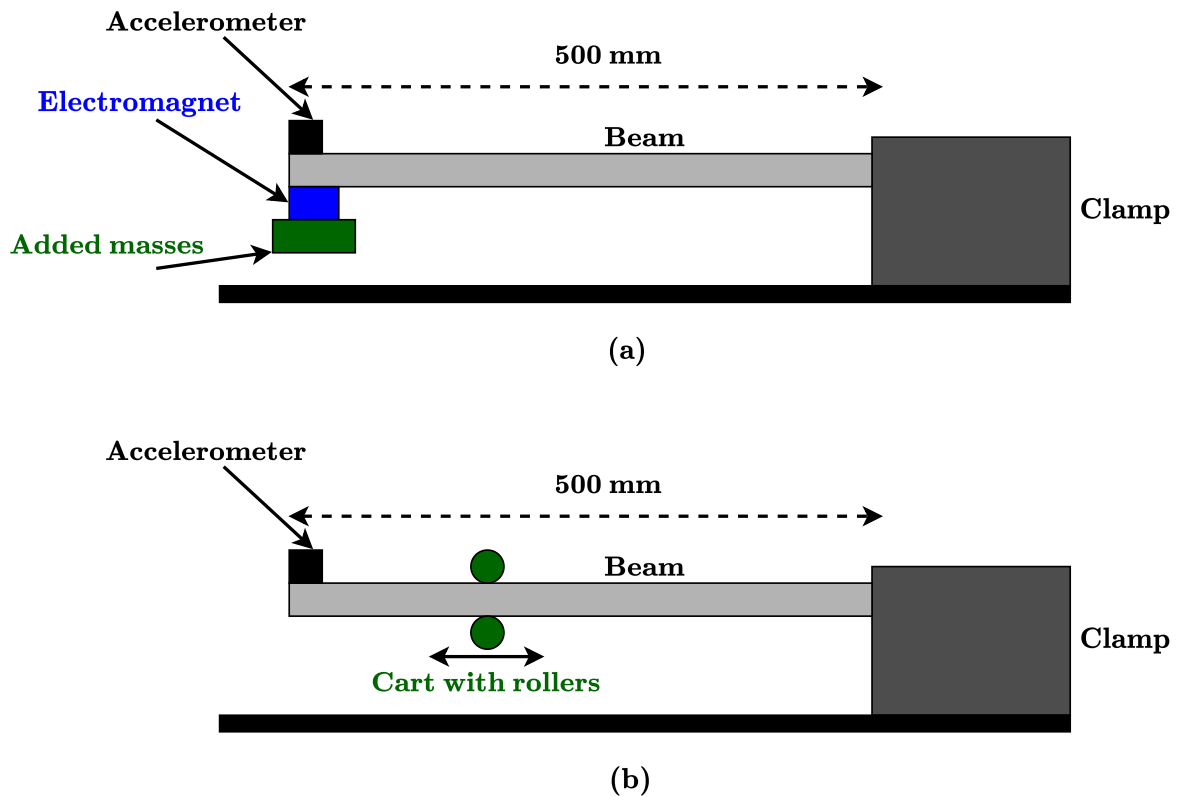 Accelerometer
500 mm
Electromagnet
Beam
Clamp
Added masses
(a)
Accelerometer
500 mm
Beam
Clamp
Cart with rollers
(b)